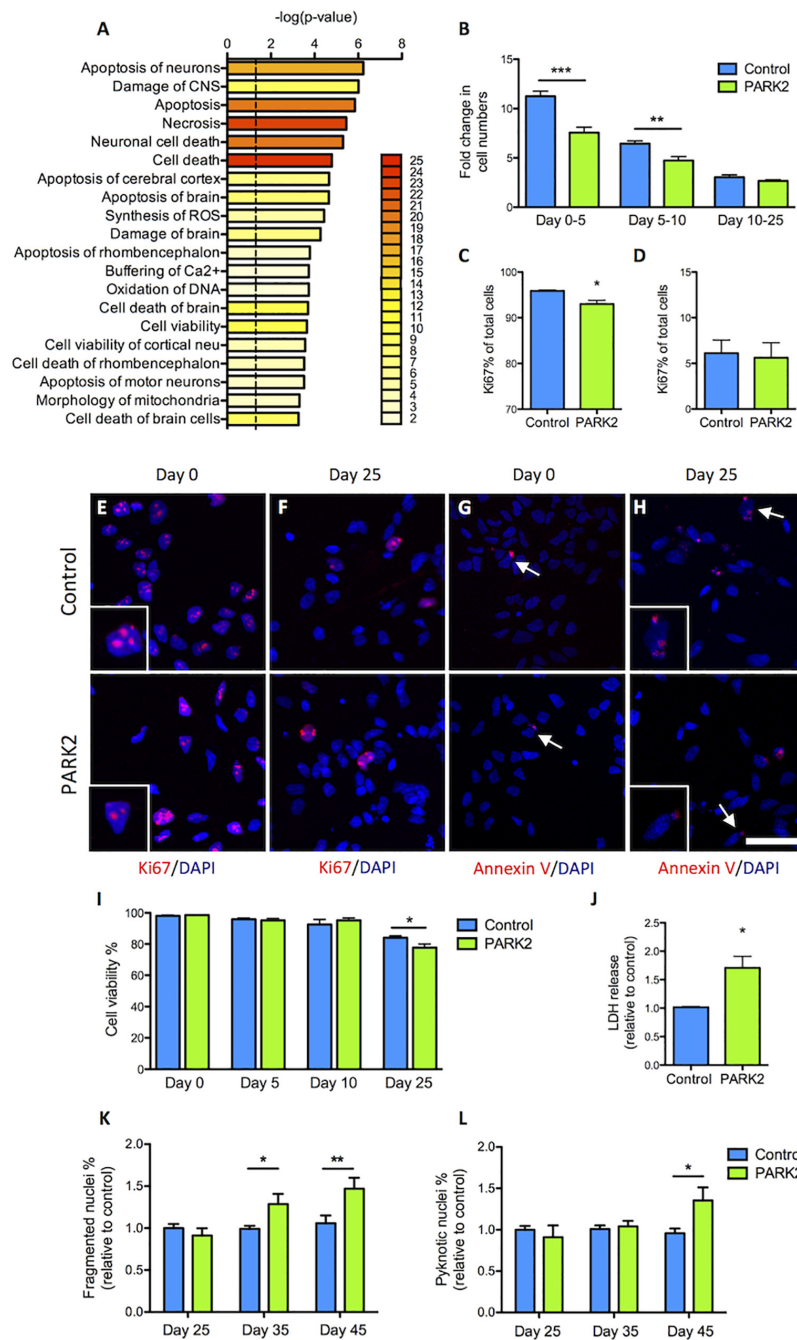 A
-log(p-value)
0 2 4 6 8
Apoptosis of neurons
Damage of CNS
Apoptosis
Necrosis
Neuronal cell death
Cell death
Apoptosis of cerebral cortex
Apoptosis of brain
Synthesis of ROS
Damage of brain
Apoptosis of rhombencephalon
Buffering of Ca2+
Oxidation of DNA
Cell death of brain
Cell viability
Cell viability of cortical neu
Cell death of rhombencephalon
Apoptosis of motor neurons
Morphology of mitochondria
Cell death of brain cells
25
24
23
22
21
20
19
18
17
16
15
14
13
12
11
10
9
8
7
6
5
4
3
2
B
Fold change in
cell numbers
15
10
5
0
***
**
Control
PARK2
Day 0-5 Day 5-10 Day 10-25
C
Ki67% of total cells
100
90
80
70
*
Control PARK2
D
Ki67% of total cells
15
10
5
0
Control PARK2
Day 0 Day 25 Day 0 Day 25
Control
E F G H
PARK2
Ki67/DAPI Ki67/DAPI Annexin V/DAPI Annexin V/DAPI
I
Cell viability %
100
80
60
40
20
0
*
Control
PARK2
Day 0 Day 5 Day 10 Day 25
J
LDH release
(relative to control)
2.5
2.0
1.5
1.0
0.5
0.0
*
Control PARK2
K
Fragmented nuclei %
(relative to control)
2.0
1.5
1.0
0.5
0.0
*
**
Control
PARK2
Day 25 Day 35 Day 45
L
Pyknotic nuclei %
(relative to control)
2.0
1.5
1.0
0.5
0.0
*
Contro
PARK2
Day 25 Day 35 Day 45